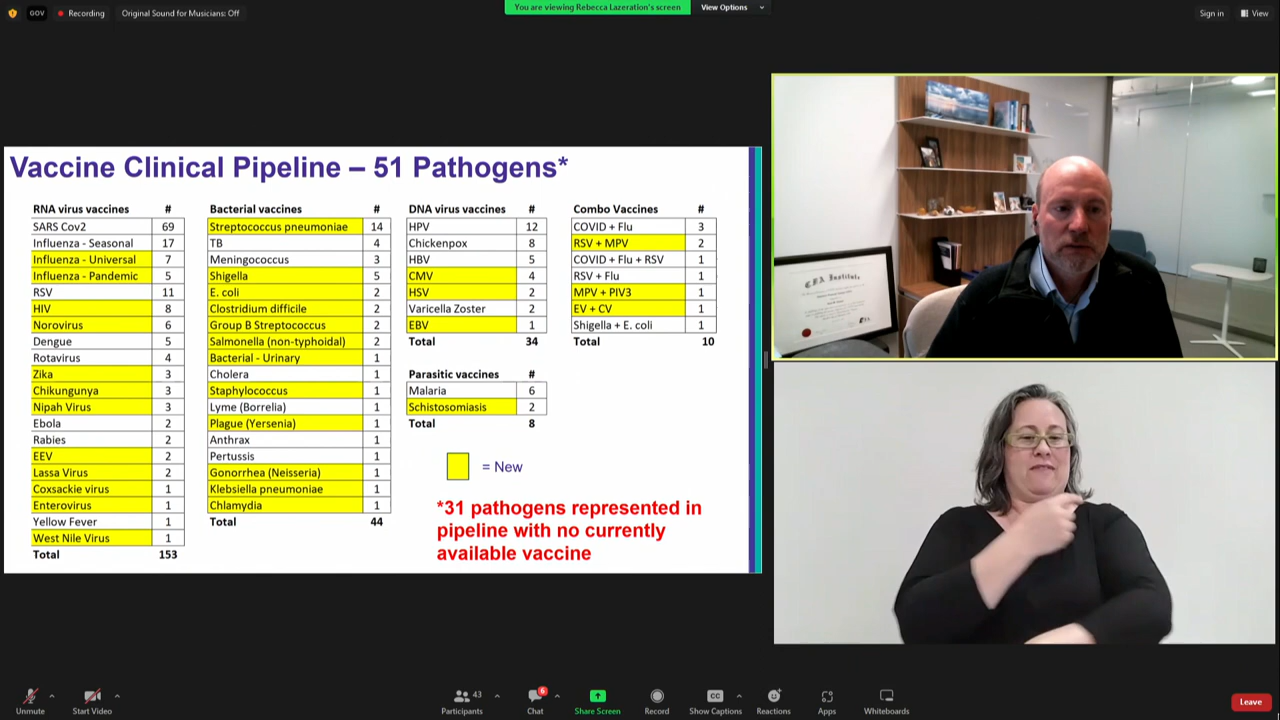 GOV
Recording
Original Sound for Musicians: Off
You are viewing Rebecca Lazeration's screen
View Options
Sign in
View
Vaccine Clinical Pipeline – 51 Pathogens*
RNA virus vaccines #
SARS Cov2 69
Influenza - Seasonal 17
Influenza - Universal 7
Influenza - Pandemic 5
RSV 11
HIV 8
Norovirus 6
Dengue 5
Rotavirus 4
Zika 3
Chikungunya 3
Nipah Virus 3
Ebola 2
Rabies 2
EEV 2
Lassa Virus 2
Coxsackie virus 1
Enterovirus 1
Yellow Fever 1
West Nile Virus 1
Total 153
Bacterial vaccines #
Streptococcus pneumoniae 14
TB 4
Meningococcus 3
Shigella 5
E. coli 2
Clostridium difficile 2
Group B Streptococcus 2
Salmonella (non-typhoidal) 2
Bacterial - Urinary 1
Cholera 1
Staphylococcus 1
Lyme (Borrelia) 1
Plague (Yersenia) 1
Anthrax 1
Pertussis 1
Gonorrhea (Neisseria) 1
Klebsiella pneumoniae 1
Chlamydia 1
Total 44
DNA virus vaccines #
HPV 12
Chickenpox 8
HBV 5
CMV 4
HSV 2
Varicella Zoster 2
EBV 1
Total 34
Parasitic vaccines #
Malaria 6
Schistosomiasis 2
Total 8
Combo Vaccines #
COVID + Flu 3
RSV + MPV 2
COVID + Flu + RSV 1
RSV + Flu 1
MPV + PIV3 1
EV + CV 1
Shigella + E. coli 1
Total 10
= New
*31 pathogens represented in
pipeline with no currently
available vaccine
CFA Institute
Unmute
Start Video
Participants 43
Chat 6
Share Screen
Record
CC
Show Captions
Reactions
Apps
Whiteboards
Leave